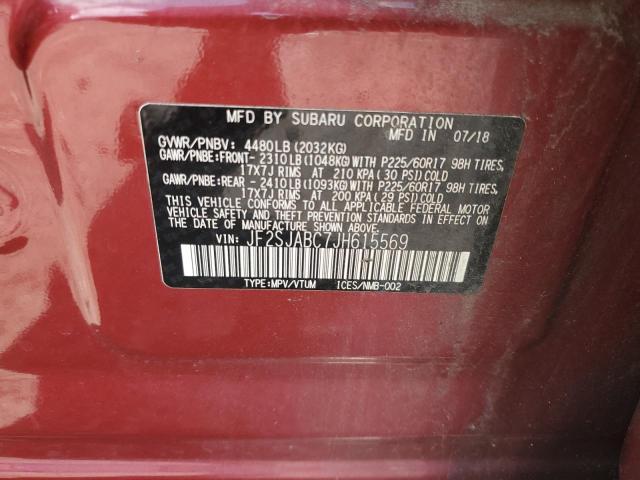 MFD BY SUBARU CORPORATION
MFD IN 07/18
GVWR/PNBV: 4480LB (2032KG)
GAWR/PNBE:FRONT- 2310LB (1048KG) WITH P225/60R17 98H TIRES,
17X7J RIMS AT 210 KPA (30 PSI) COLD
GAWR/PNBE:REAR - 2410LB (1093KG) WITH P225/60R17 98H TIRES,
17X7J RIMS AT 200 KPA (29 PSI) COLD
THIS VEHICLE CONFORMS TO ALL APPLICABLE FEDERAL MOTOR
VEHICLE SAFETY AND THEFT PREVENTION STANDARDS IN EFFECT
ON THE DATE OF MANUFACTURE SHOWN ABOVE.
VIN: JF2SJABC7JH615569
TYPE:MPV/VTUM ICES/NMB-002